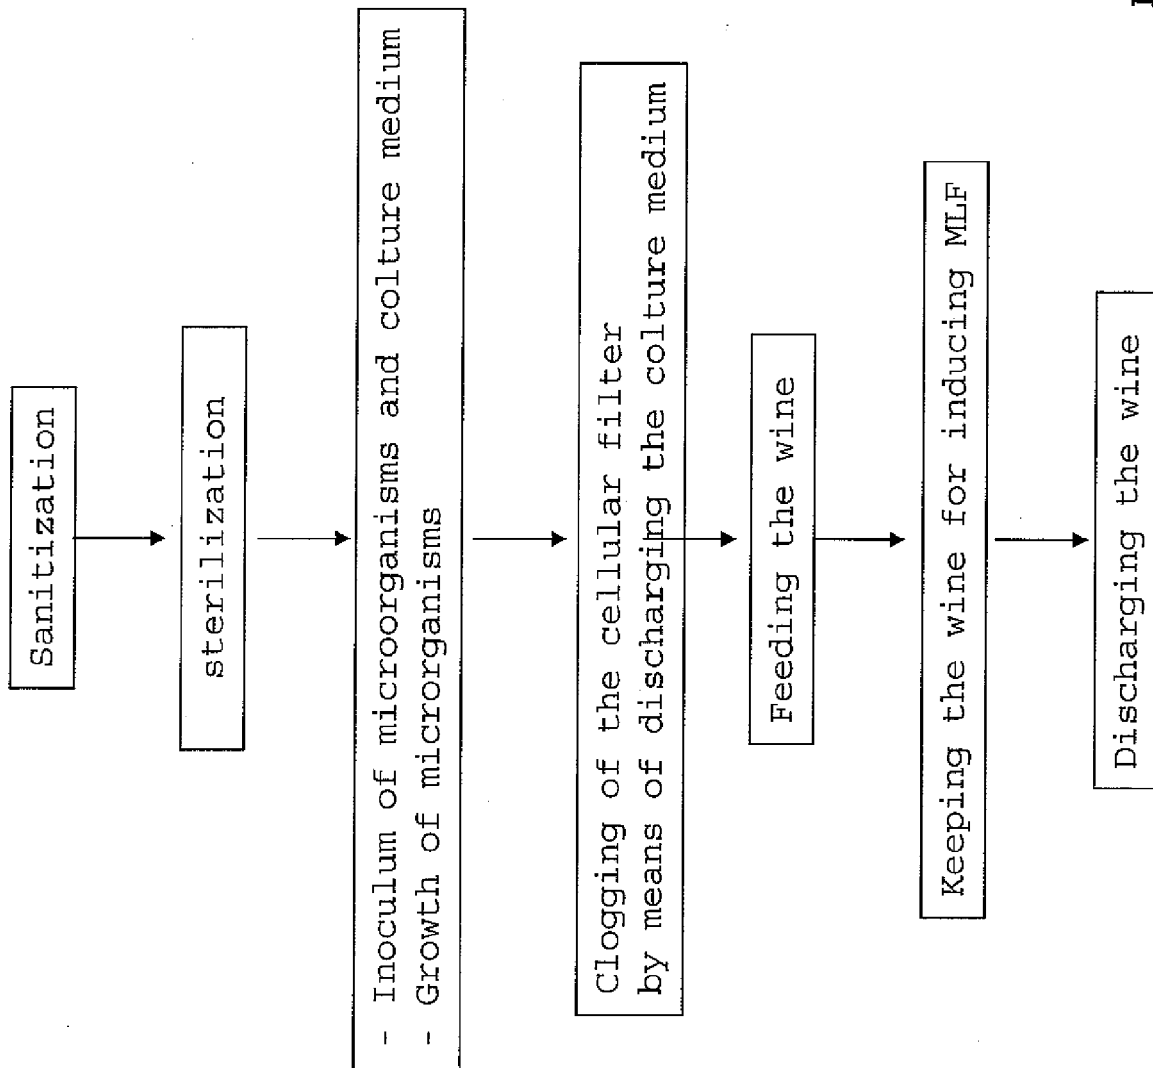 Sanitization
sterilization
- Inoculum of microorganisms and colture medium
- Growth of microrganisms
Clogging of the cellular filter
by means of discharging the colture medium
Feeding the wine
Keeping the wine for inducing MLF
Discharging the wine